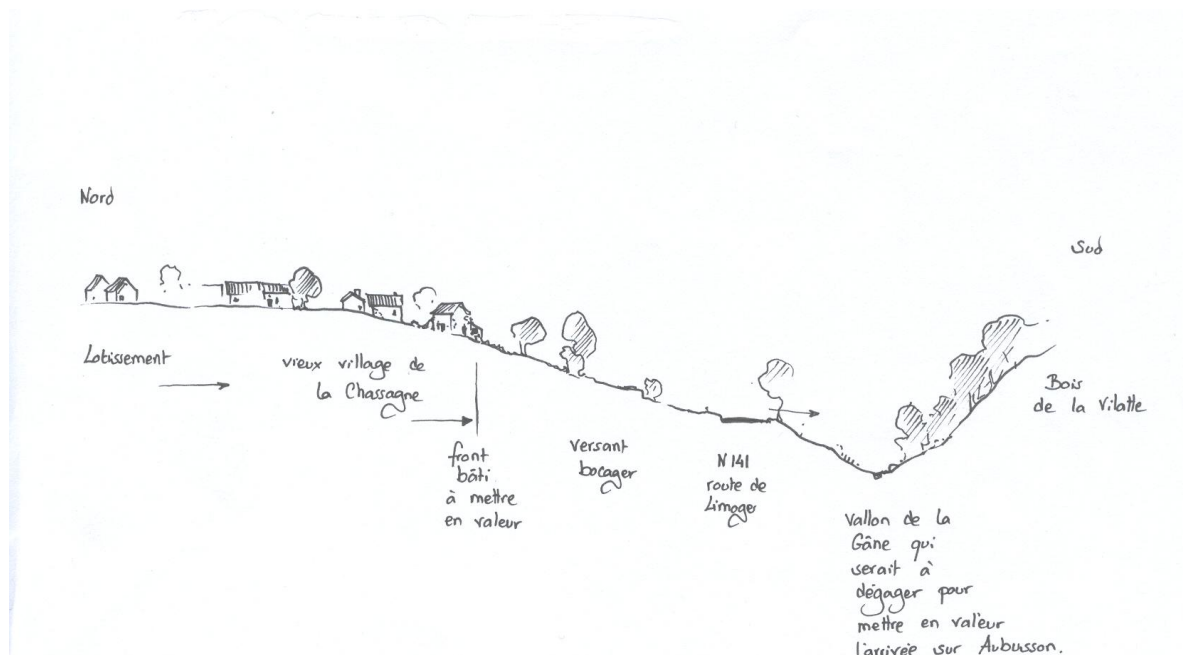 Nord
Sud
Lotissement
vieux village de
la Chassagne
front
bâti
à mettre
en valeur
versant
bocager
N 141
route de
Limoges
Bois
de la Vilatte
Vallon de la
Gâne qui
serait à
dégager pour
mettre en valeur
l'arrivée sur Aubusson.